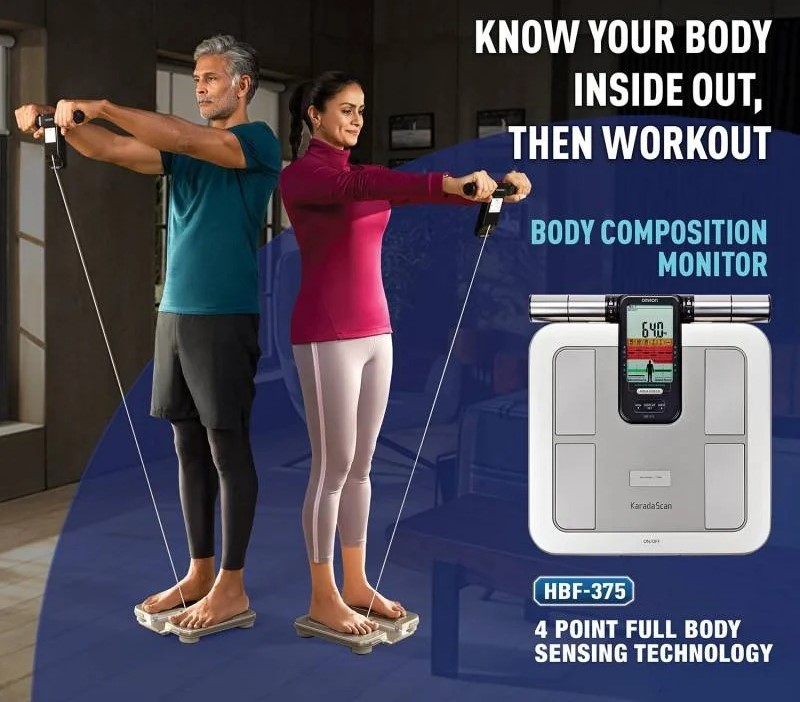 KNOW YOUR BODY
INSIDE OUT,
THEN WORKOUT
BODY COMPOSITION
MONITOR
OMRON
64.0
KaradaScan
ON/OFF
HBF-375
4 POINT FULL BODY
SENSING TECHNOLOGY